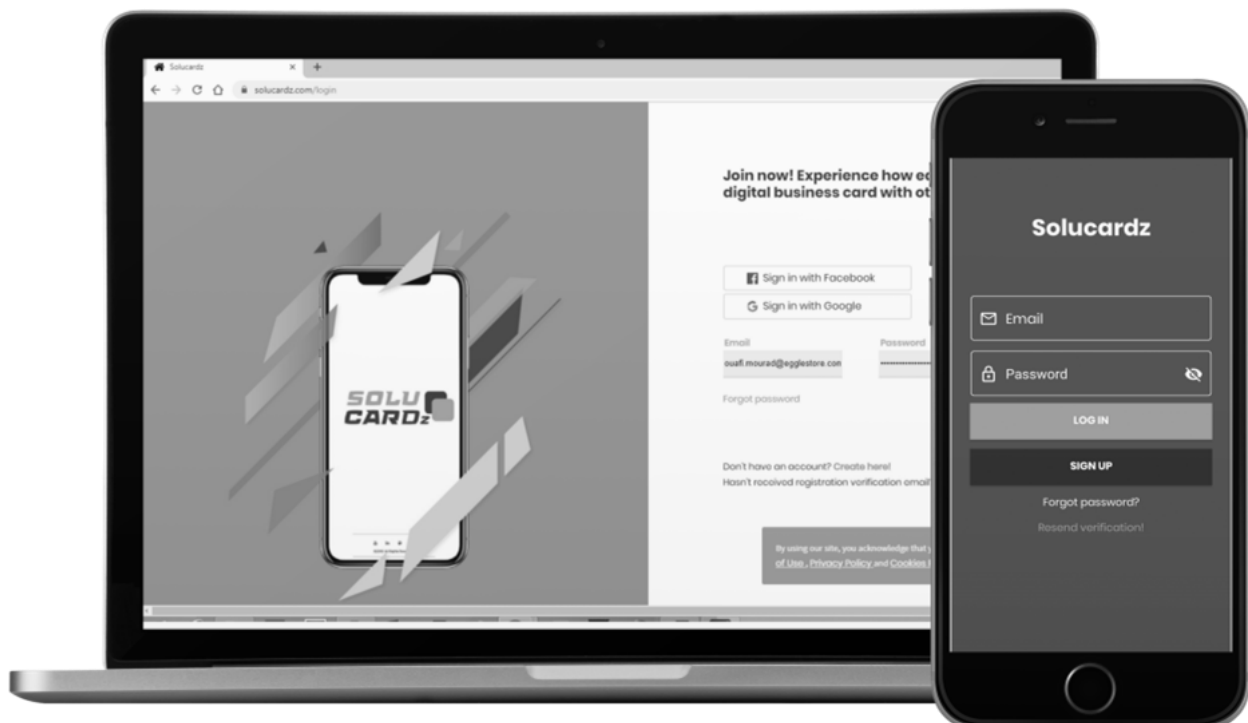 Solucardz
solucardz.com/login
Join now! Experience how
digital business card with
Sign in with Facebook
Sign in with Google
Email
Password
ouafi.mourad@egglestore.con
Forgot password
Don't have an account? Create here!
Hasn't received registration verification email
By using our site, you acknowledge that
of Use , Privacy Policy and Cookies
SOLU
CARDz
Solucardz
Email
Password
LOG IN
SIGN UP
Forgot password?
Resend verification!